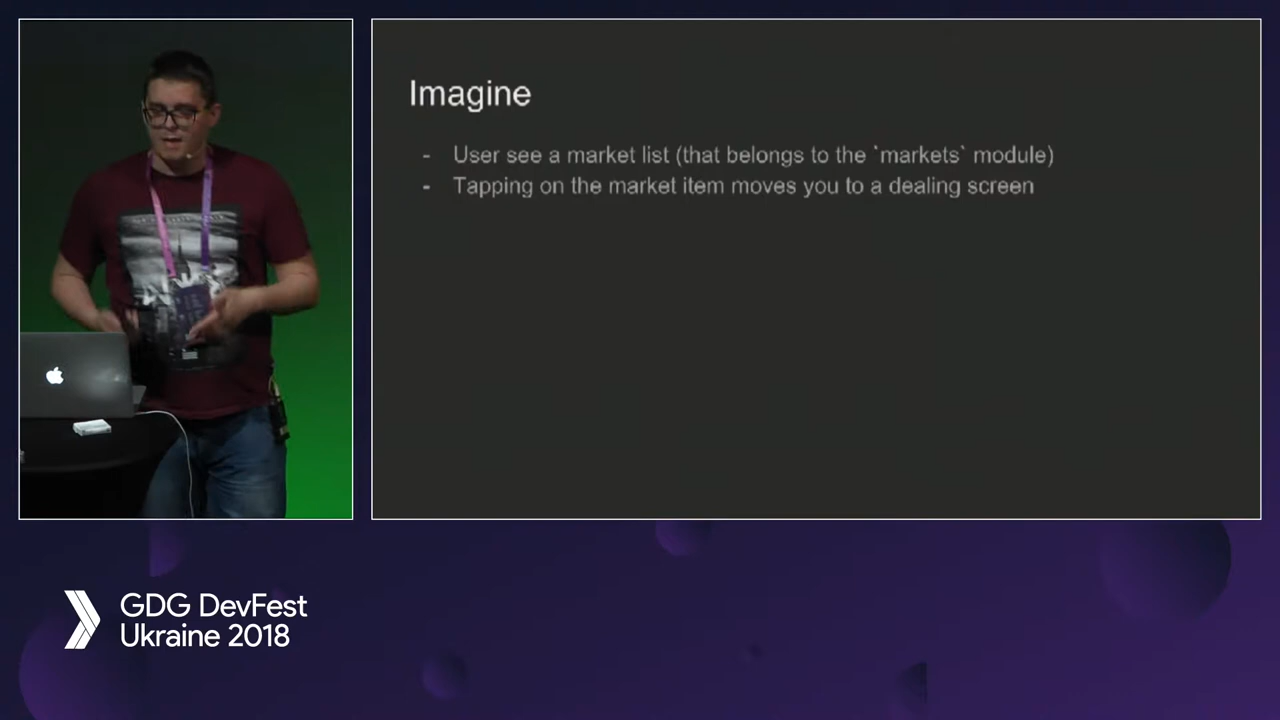 Imagine
- User see a market list (that belongs to the `markets` module)
- Tapping on the market item moves you to a dealing screen
GDG DevFest
Ukraine 2018